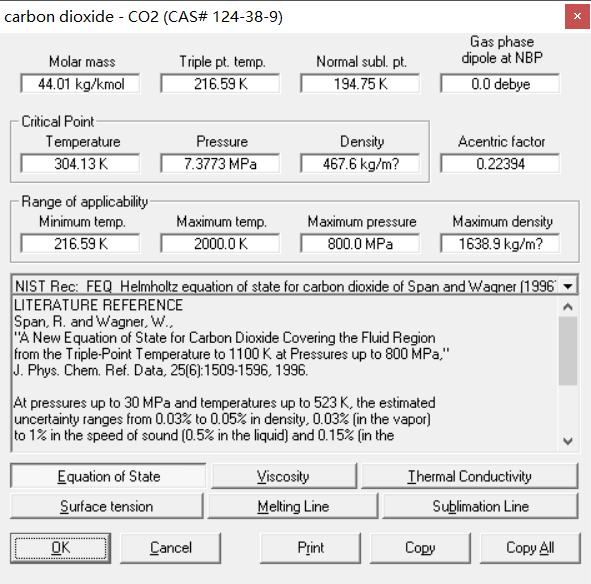 carbon dioxide - CO2 (CAS# 124-38-9)
Molar mass
Triple pt. temp.
Normal subl. pt.
Gas phase
dipole at NBP
44.01 kg/kmol
216.59 K
194.75 K
0.0 debye
Critical Point
Temperature
Pressure
Density
Acentric factor
304.13 K
7.3773 MPa
467.6 kg/m?
0.22394
Range of applicability
Minimum temp.
Maximum temp.
Maximum pressure
Maximum density
216.59 K
2000.0 K
800.0 MPa
1638.9 kg/m?
NIST Rec: FEQ Helmholtz equation of state for carbon dioxide of Span and Wagner (1996
LITERATURE REFERENCE
Span, R. and Wagner, W.,
"A New Equation of State for Carbon Dioxide Covering the Fluid Region
from the Triple-Point Temperature to 1100 K at Pressures up to 800 MPa,"
J. Phys. Chem. Ref. Data, 25(6):1509-1596, 1996.
At pressures up to 30 MPa and temperatures up to 523 K, the estimated
uncertainty ranges from 0.03% to 0.05% in density, 0.03% (in the vapor)
to 1% in the speed of sound (0.5% in the liquid) and 0.15% (in the
Equation of State
Viscosity
Thermal Conductivity
Surface tension
Melting Line
Sublimation Line
OK
Cancel
Print
Copy
Copy All